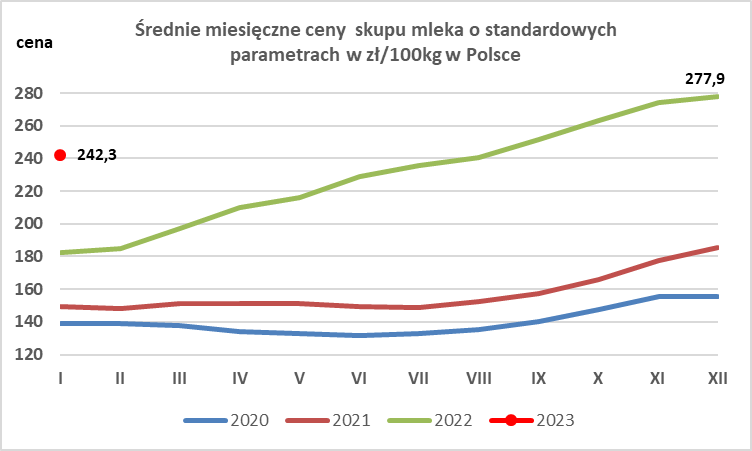 Średnie miesięczne ceny skupu mleka o standardowych
parametrach w zł/100kg w Polsce
cena
277,9
280
260
242,3
240
220
200
180
160
140
120
I II III IV V VI VII VIII IX X XI XII
2020 2021 2022 2023